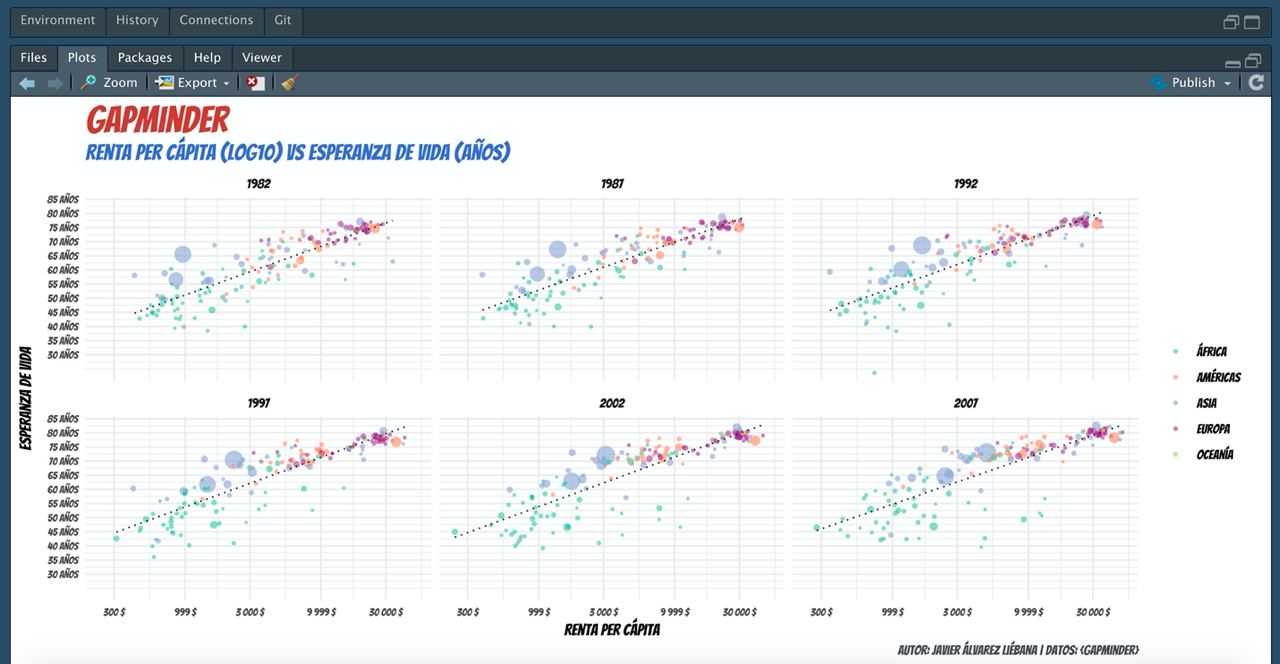 Environment History Connections Git
Files Plots Packages Help Viewer
Zoom Export Publish
GAPMINDER
RENTA PER CÁPITA (LOG10) VS ESPERANZA DE VIDA (AÑOS)
1982 1987 1992
85 AÑOS
80 AÑOS
75 AÑOS
70 AÑOS
65 AÑOS
60 AÑOS
55 AÑOS
50 AÑOS
45 AÑOS
40 AÑOS
35 AÑOS
30 AÑOS
ESPERANZA DE VIDA
1997 2002 2007
85 AÑOS
80 AÑOS
75 AÑOS
70 AÑOS
65 AÑOS
60 AÑOS
55 AÑOS
50 AÑOS
45 AÑOS
40 AÑOS
35 AÑOS
30 AÑOS
300 $ 999 $ 3 000 $ 9 999 $ 30 000 $ 300 $ 999 $ 3 000 $ 9 999 $ 30 000 $ 300 $ 999 $ 3 000 $ 9 999 $ 30 000 $
RENTA PER CÁPITA
ÁFRICA
AMÉRICAS
ASIA
EUROPA
OCEANÍA
AUTOR: JAVIER ÁLVAREZ LIÉBANA | DATOS: {GAPMINDER}